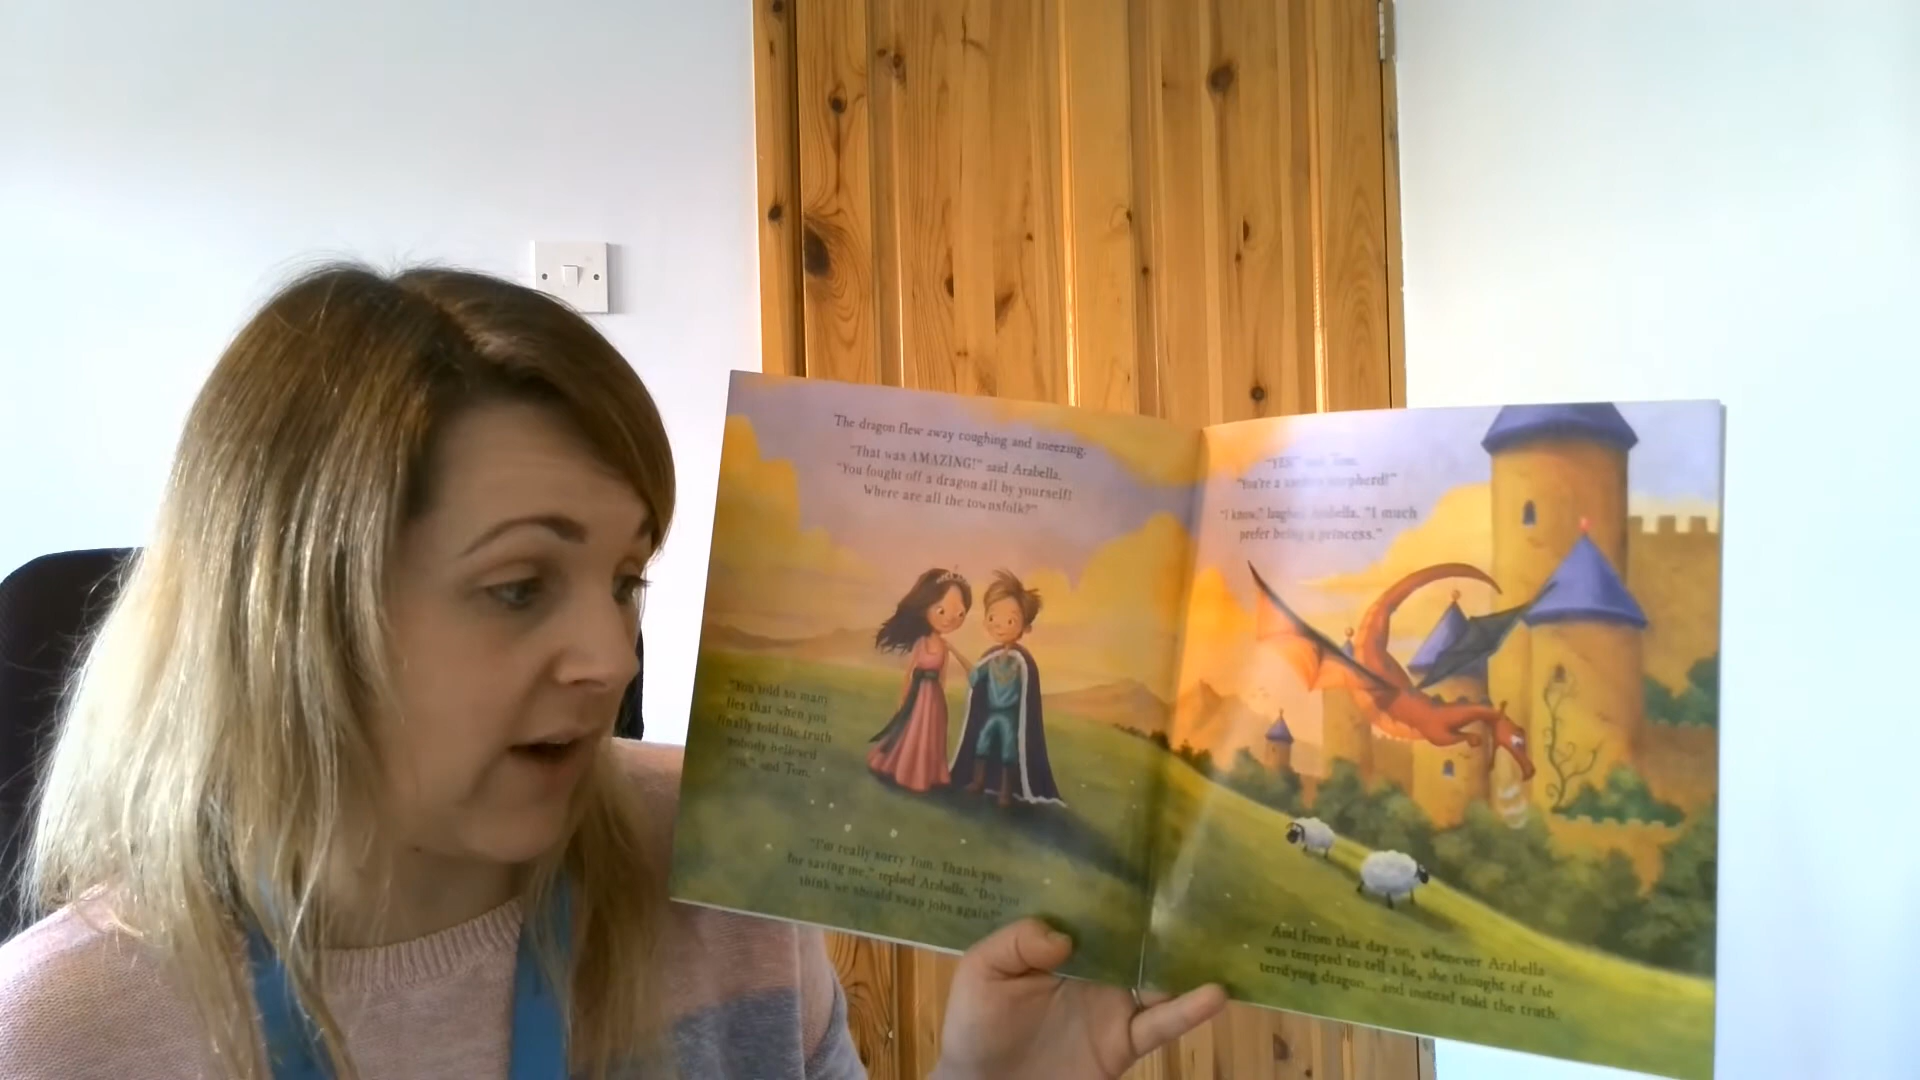 The dragon flew away coughing and sneezing.
"That was AMAZING!" said Arabella.
"You fought off a dragon all by yourself!
Where are all the townsfolk?"
"You told so many
lies that when you
finally told the truth
nobody believed
you," said Tom.
"I'm really sorry Tom. Thank you
for saving me," replied Arabella. "Do you
think we should swap jobs again?"
"YES!" said Tom.
"You're a shepherd!"
"I know," laughed Arabella. "I much
prefer being a princess."
And from that day on, whenever Arabella
was tempted to tell a lie, she thought of the
terrifying dragon... and instead told the truth.